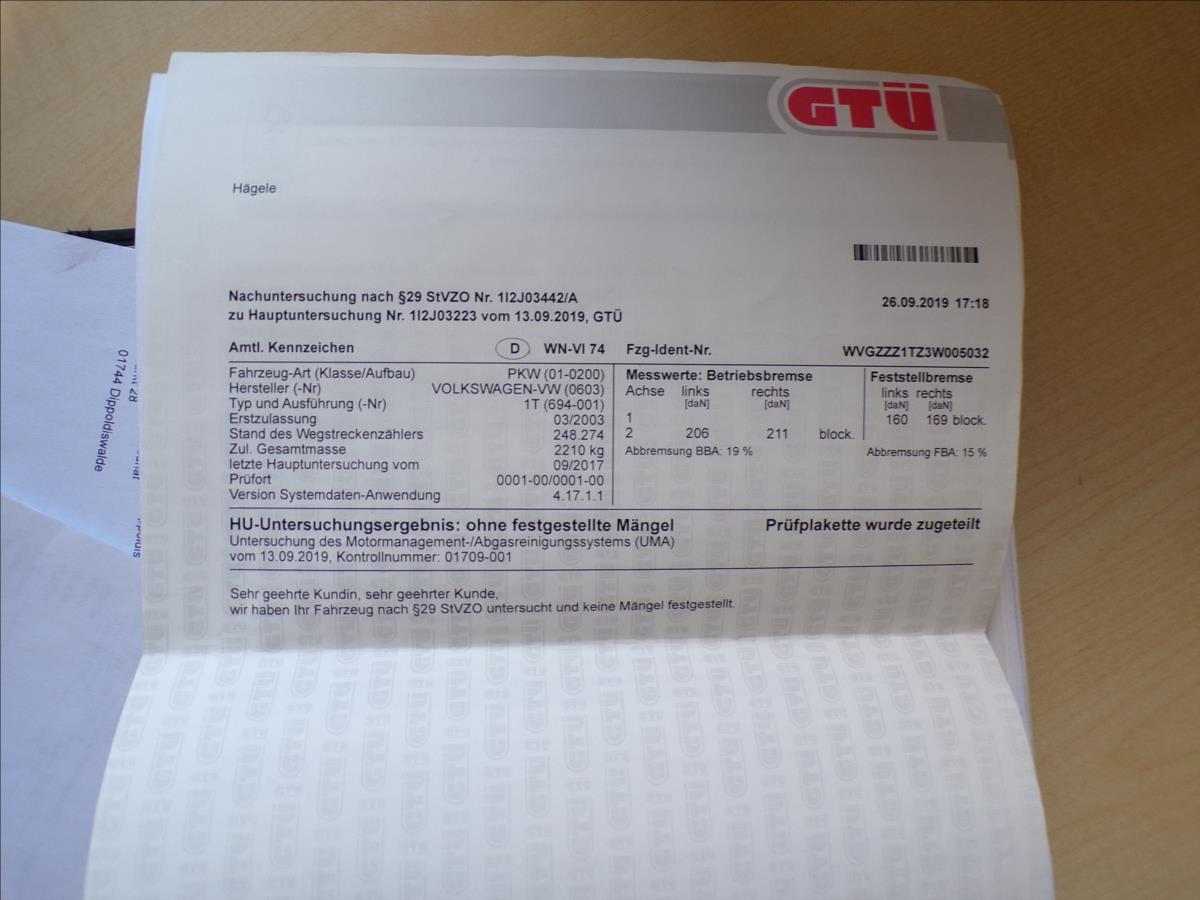 GTÜ
Hägele
Nachuntersuchung nach §29 StVZO Nr. 1I2J03442/A
26.09.2019 17:18
zu Hauptuntersuchung Nr. 1I2J03223 vom 13.09.2019, GTÜ
Amtl. Kennzeichen D WN-VI 74 Fzg-Ident-Nr. WVGZZZ1TZ3W005032
Fahrzeug-Art (Klasse/Aufbau) PKW (01-0200)
Hersteller (-Nr) VOLKSWAGEN-VW (0603)
Typ und Ausführung (-Nr) 1T (694-001)
Erstzulassung 03/2003
Stand des Wegstreckenzählers 248.274
Zul. Gesamtmasse 2210 kg
letzte Hauptuntersuchung vom 09/2017
Prüfort 0001-00/0001-00
Version Systemdaten-Anwendung 4.17.1.1
Messwerte: Betriebsbremse
Achse links rechts
[daN] [daN]
1
2 206 211 block.
Abbremsung BBA: 19 %
Feststellbremse
links rechts
[daN] [daN]
160 169 block.
Abbremsung FBA: 15 %
HU-Untersuchungsergebnis: ohne festgestellte Mängel Prüfplakette wurde zugeteilt
Untersuchung des Motormanagement-/Abgasreinigungssystems (UMA)
vom 13.09.2019, Kontrollnummer: 01709-001
Sehr geehrte Kundin, sehr geehrter Kunde,
wir haben Ihr Fahrzeug nach §29 StVZO untersucht und keine Mängel festgestellt.
01744 Dippoldiswalde
28